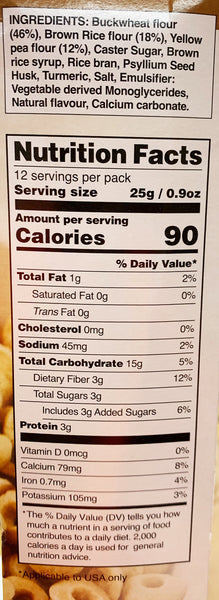 INGREDIENTS: Buckwheat flour
(46%), Brown Rice flour (18%), Yellow
pea flour (12%), Caster Sugar, Brown
rice syrup, Rice bran, Psyllium Seed
Husk, Turmeric, Salt, Emulsifier:
Vegetable derived Monoglycerides,
Natural flavour, Calcium carbonate.
Nutrition Facts
12 servings per pack
Serving size 25g / 0.9oz
Amount per serving
Calories 90
% Daily Value*
Total Fat 1g 2%
Saturated Fat 0g 0%
Trans Fat 0g
Cholesterol 0mg 0%
Sodium 45mg 2%
Total Carbohydrate 15g 5%
Dietary Fiber 3g 12%
Total Sugars 3g
Includes 3g Added Sugars 6%
Protein 3g
Vitamin D 0mcg 0%
Calcium 79mg 8%
Iron 0.7mg 4%
Potassium 105mg 3%
*The % Daily Value (DV) tells you how
much a nutrient in a serving of food
contributes to a daily diet. 2,000
calories a day is used for general
nutrition advice.
*Applicable to USA only